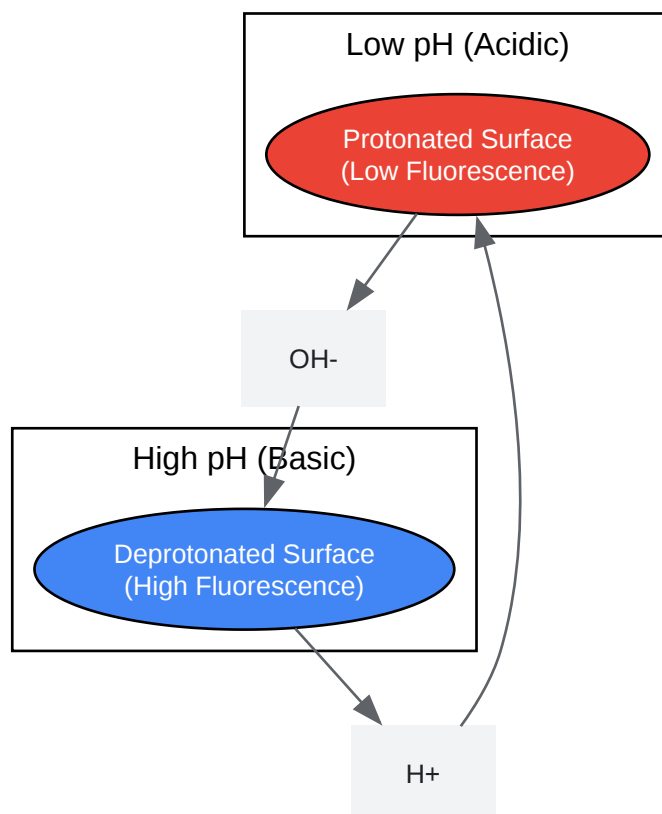 Low pH (Acidic)
Protonated Surface
(Low Fluorescence)
OH-
High pH (Basic)
Deprotonated Surface
(High Fluorescence)
H+